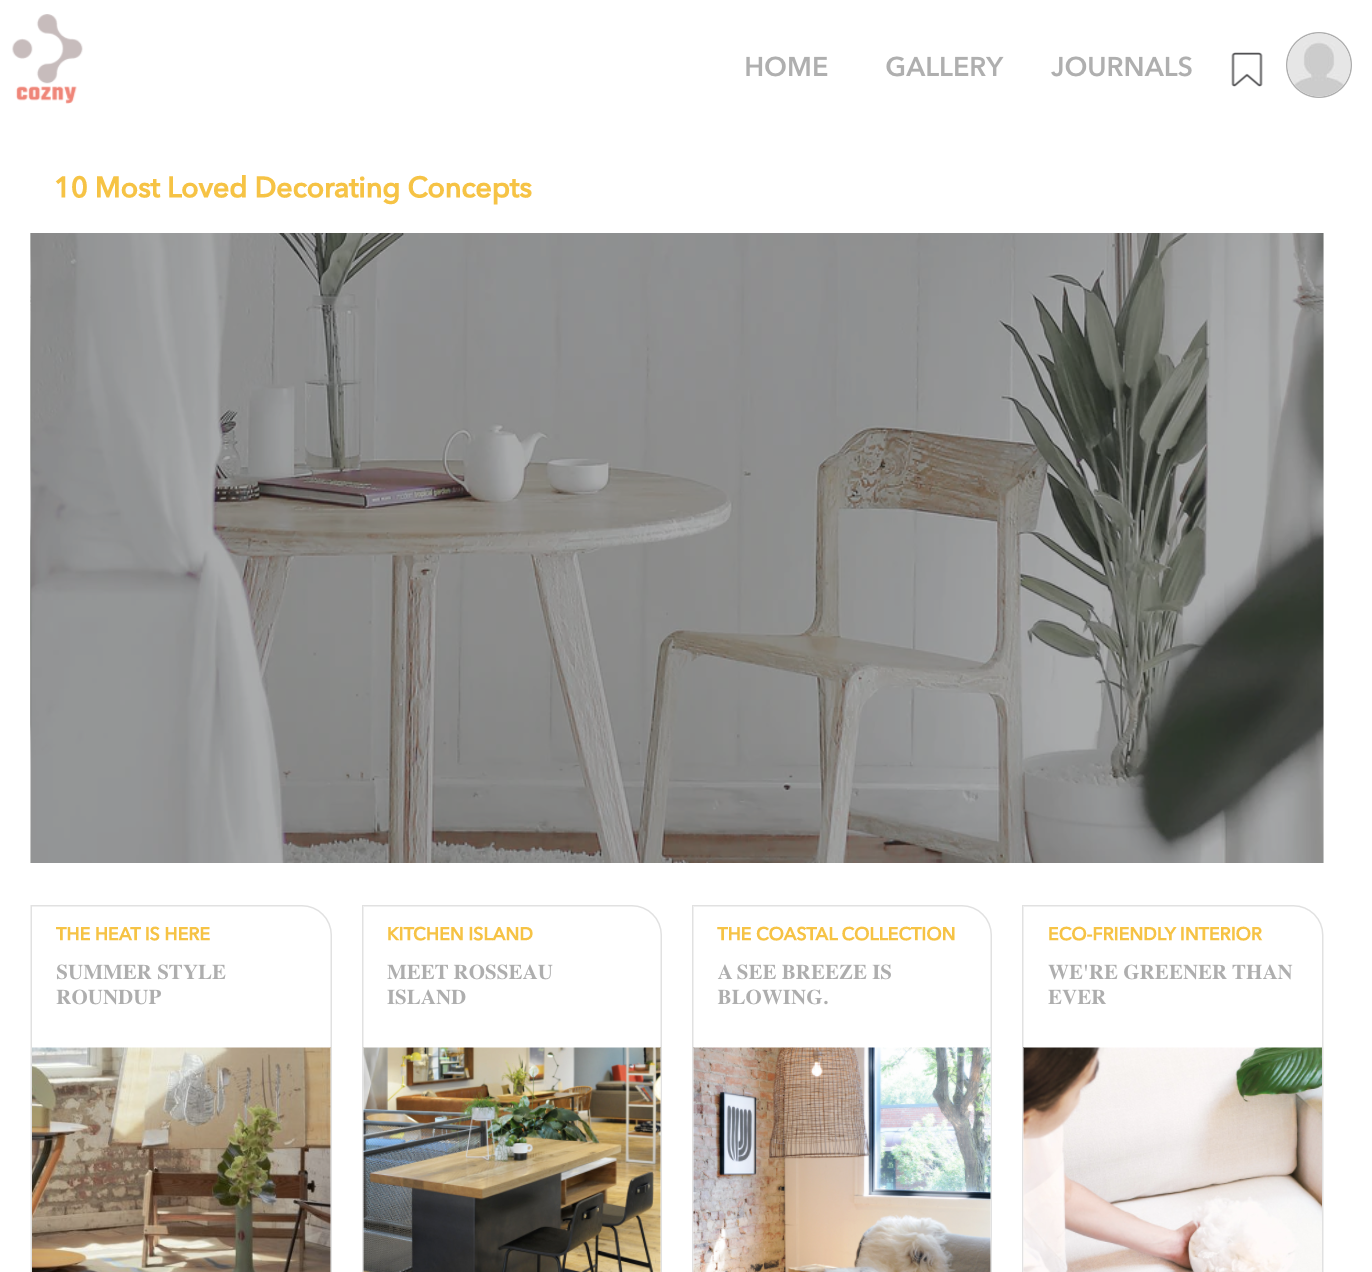 cozny
HOME GALLERY JOURNALS
10 Most Loved Decorating Concepts
THE HEAT IS HERE
SUMMER STYLE
ROUNDUP
KITCHEN ISLAND
MEET ROSSEAU
ISLAND
THE COASTAL COLLECTION
A SEE BREEZE IS
BLOWING.
ECO-FRIENDLY INTERIOR
WE'RE GREENER THAN
EVER